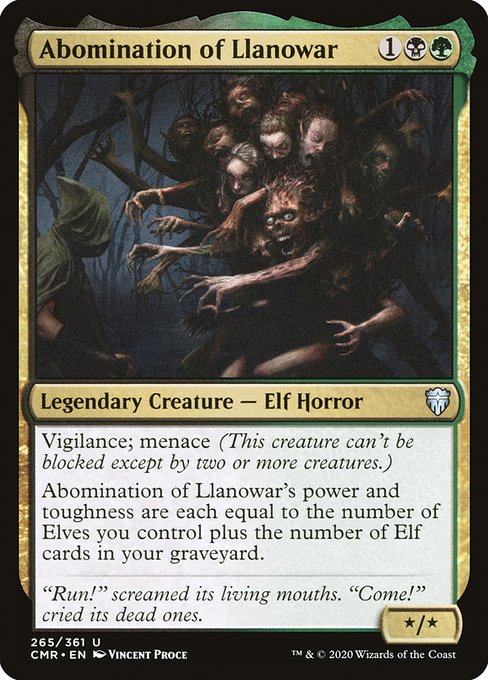 Abomination of Llanowar 1
Legendary Creature — Elf Horror
Vigilance; menace (This creature can't be
blocked except by two or more creatures.)
Abomination of Llanowar's power and
toughness are each equal to the number of
Elves you control plus the number of Elf
cards in your graveyard.
“Run!” screamed its living mouths. “Come!”
cried its dead ones.
★/★
265/361 U
CMR • EN Vincent Proce
™ & © 2020 Wizards of the Coast